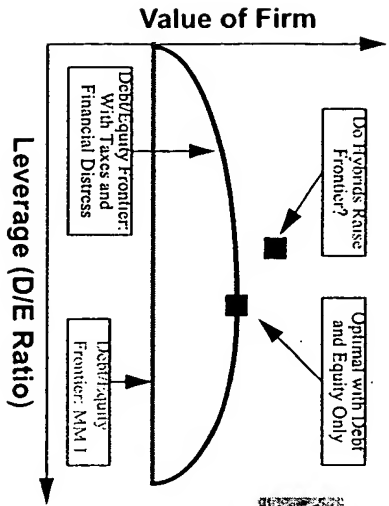 Value of Firm
Do Hybrids Raise
Frontier?
Optimal with Debt
and Equity Only
Debt/Equity Frontier:
With Taxes and
Financial Distress
Debt/Equity
Frontier: MM I
Leverage (D/E Ratio)